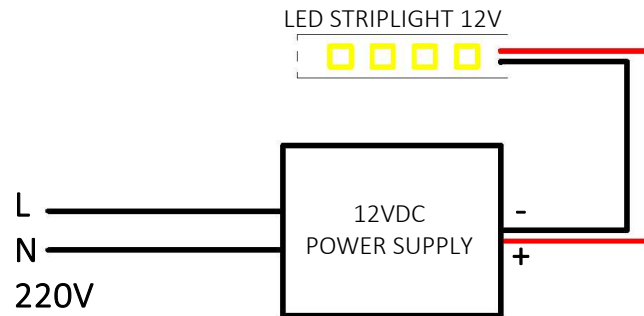 LED STRIPLIGHT 12V
L
N
220V
12VDC
POWER SUPPLY
-
+